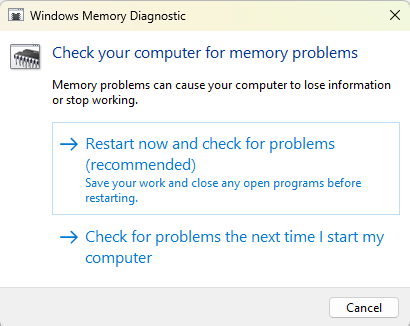 Windows Memory Diagnostic
Check your computer for memory problems
Memory problems can cause your computer to lose information
or stop working.
Restart now and check for problems
(recommended)
Save your work and close any open programs before
restarting.
Check for problems the next time I start my
computer
Cancel